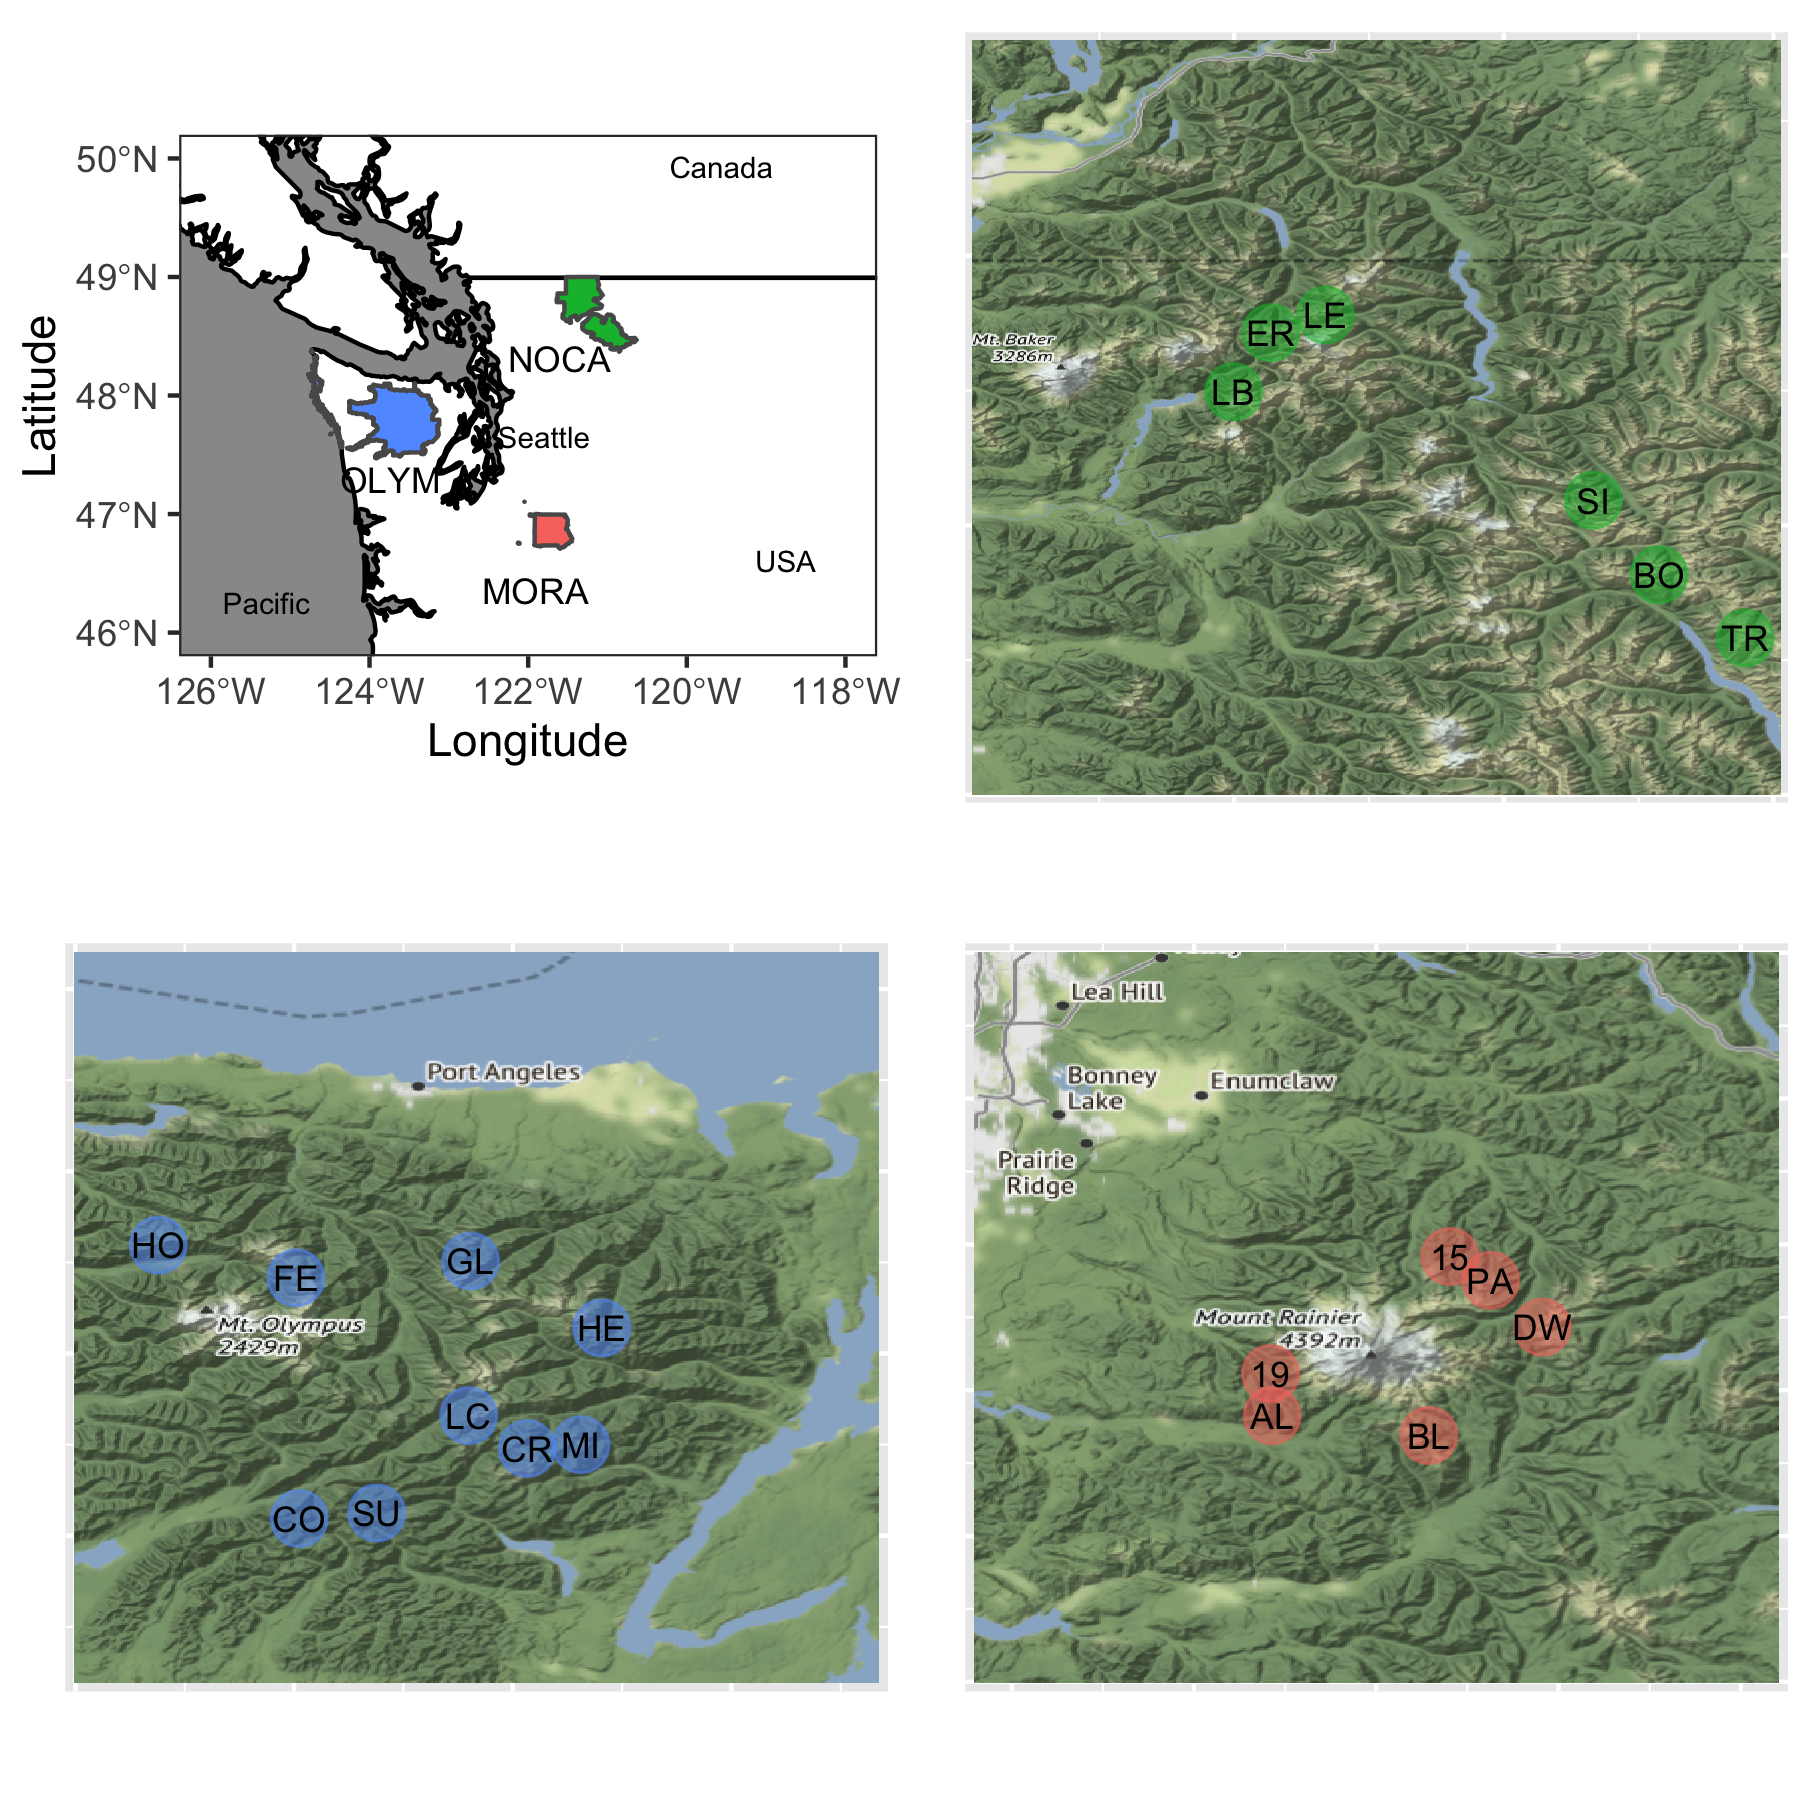 50°N
49°N
48°N
47°N
46°N
Latitude
Canada
NOCA
Seattle
OLYM
USA
MORA
Pacific
126°W 124°W 122°W 120°W 118°W
Longitude
Mt. Baker
3286m
ER
LE
LB
SI
BO
TR
Port Angeles
HO
GL
FE
Mt. Olympus
2429m
HE
LC
CR
MI
CO
SU
Lea Hill
Bonney
Lake
Enumclaw
Prairie
Ridge
15
PA
Mount Rainier
4392m
DW
19
AL
BL